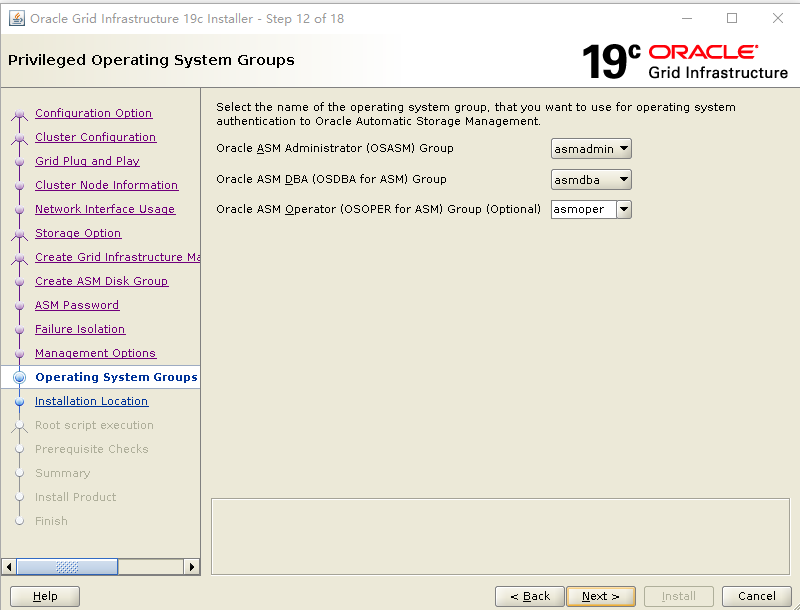 Oracle Grid Infrastructure 19c Installer - Step 12 of 18
Privileged Operating System Groups
19c ORACLE
Grid Infrastructure
Configuration Option
Cluster Configuration
Grid Plug and Play
Cluster Node Information
Network Interface Usage
Storage Option
Create Grid Infrastructure Ma
Create ASM Disk Group
ASM Password
Failure Isolation
Management Options
Operating System Groups
Installation Location
Root script execution
Prerequisite Checks
Summary
Install Product
Finish
Select the name of the operating system group, that you want to use for operating system
authentication to Oracle Automatic Storage Management.
Oracle ASM Administrator (OSASM) Group asmadmin
Oracle ASM DBA (OSDBA for ASM) Group asmdba
Oracle ASM Operator (OSOPER for ASM) Group (Optional) asmoper
Help < Back Next > Install Cancel